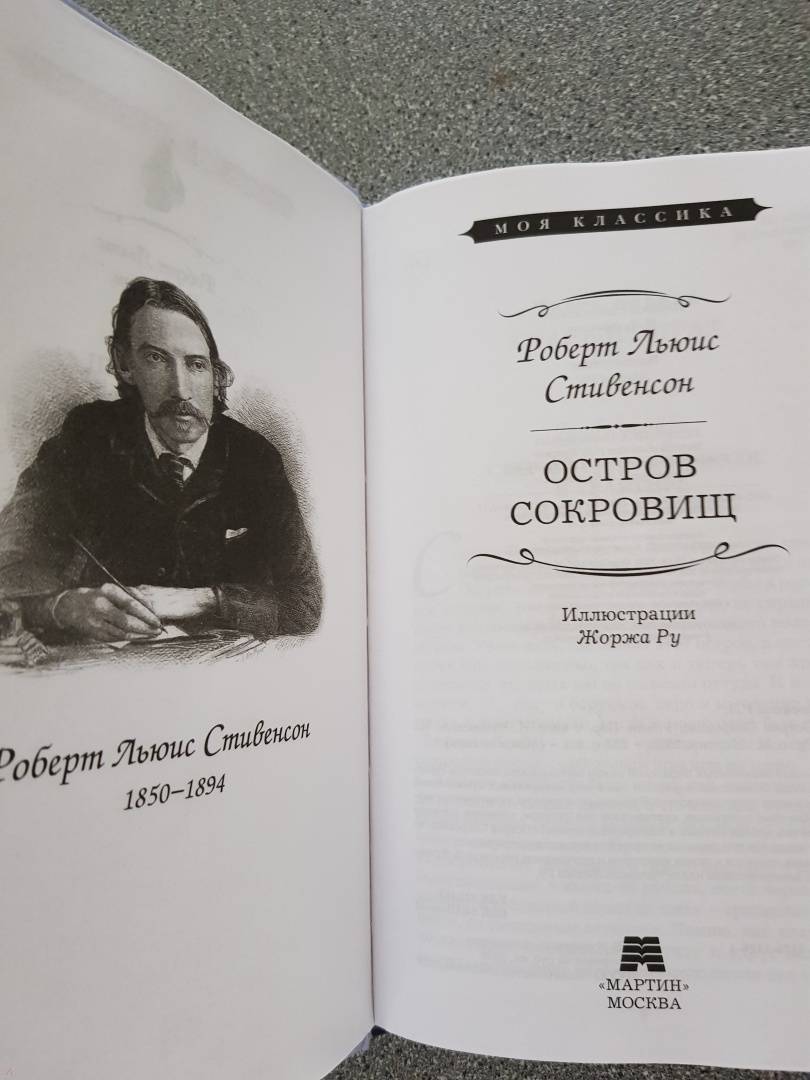 Роберт Льюис Стивенсон
1850–1894
МОЯ КЛАССИКА
Роберт Льюис
Стивенсон
ОСТРОВ
СОКРОВИЩ
Иллюстрации
Жоржа Ру
«МАРТИН»
МОСКВА